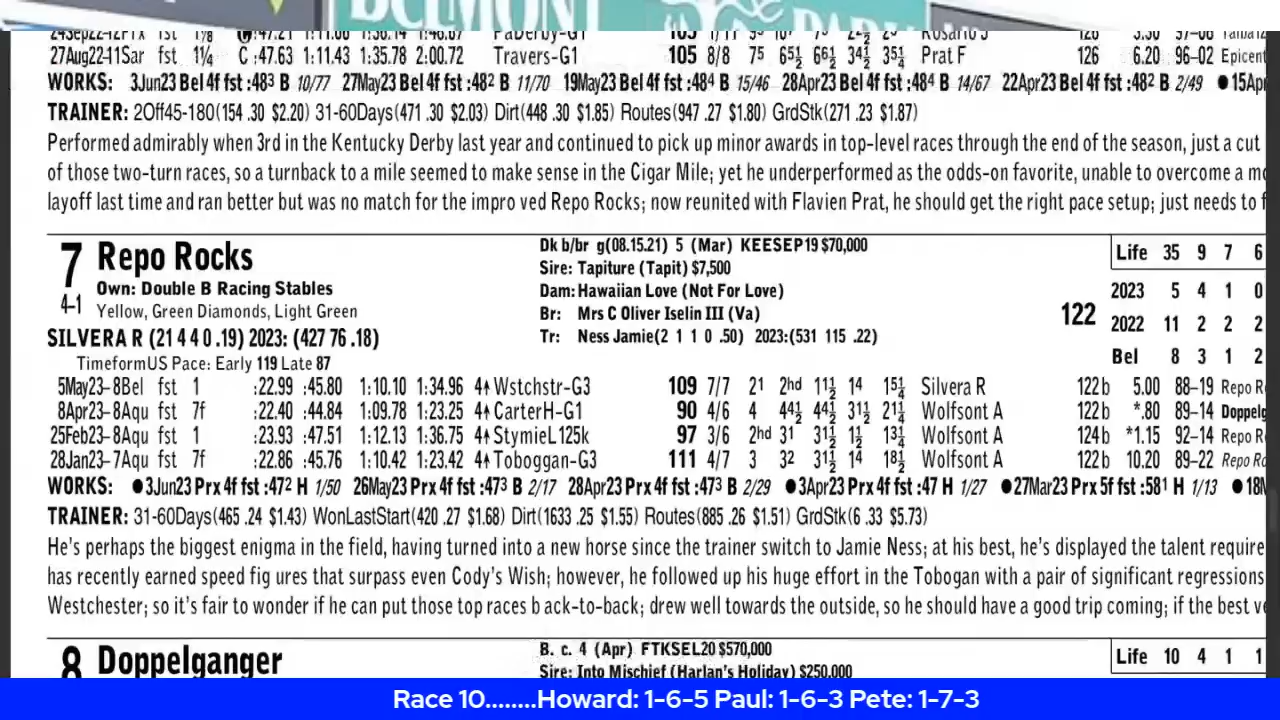 BELMONT
PARK
27Aug22-11Sar fst 1¼ C :47.63 1:11.43 1:35.78 2:00.72 Travers-G1 105 8/8 7⁵ 6⁵½ 6⁶½ 3⁴½ 3⁵¼ Prat F 126 6.20 96-02 Epicent
WORKS: 3Jun23 Bel 4f fst :48³ B 10/77 27May23 Bel 4f fst :48² B 11/70 19May23 Bel 4f fst :48⁴ B 15/46 28Apr23 Bel 4f fst :48⁴ B 14/67 22Apr23 Bel 4f fst :48² B 2/49 ●15Apr
TRAINER: 2Off45-180(154 .30 $2.20) 31-60Days(471 .30 $2.03) Dirt(448 .30 $1.85) Routes(947 .27 $1.80) GrdStk(271 .23 $1.87)
Performed admirably when 3rd in the Kentucky Derby last year and continued to pick up minor awards in top-level races through the end of the season, just a cut
of those two-turn races, so a turnback to a mile seemed to make sense in the Cigar Mile; yet he underperformed as the odds-on favorite, unable to overcome a mo
layoff last time and ran better but was no match for the impro ved Repo Rocks; now reunited with Flavien Prat, he should get the right pace setup; just needs to f
7 Repo Rocks Dk b/br g(08.15.21) 5 (Mar) KEESEP19 $70,000 Life 35 9 7 6
Sire: Tapiture (Tapit) $7,500
4-1 Own: Double B Racing Stables Dam: Hawaiian Love (Not For Love) 2023 5 4 1 0
Yellow, Green Diamonds, Light Green Br: Mrs C Oliver Iselin III (Va) 122 2022 11 2 2 2
SILVERA R (21 4 4 0 .19) 2023: (427 76 .18) Tr: Ness Jamie(2 1 1 0 .50) 2023:(531 115 .22)
TimeformUS Pace: Early 119 Late 87 Bel 8 3 1 2
5May23-8Bel fst 1 :22.99 :45.80 1:10.10 1:34.96 4↑ Wstchstr-G3 109 7/7 2¹ 2ʰᵈ 1¹½ 1⁴ 1⁵¼ Silvera R 122b 5.00 88-19 Repo R
8Apr23-8Aqu fst 7f :22.40 :44.84 1:09.78 1:23.25 4↑ CarterH-G1 90 4/6 4 4⁴½ 4⁴½ 3¹¹½ 2¹¼ Wolfsont A 122b *.80 89-14 Doppelg
25Feb23-8Aqu fst 1 :23.93 :47.51 1:12.13 1:36.75 4↑ StymieL125k 97 3/6 2ʰᵈ 3¹ 3¹½ 1½ 1³¼ Wolfsont A 124b *1.15 92-14 Repo R
28Jan23-7Aqu fst 7f :22.86 :45.76 1:10.42 1:23.42 4↑ Toboggan-G3 111 4/7 3 3² 3¹½ 1⁴ 1⁸½ Wolfsont A 122b 10.20 89-22 Repo Ro
WORKS: ●3Jun23 Prx 4f fst :47² H 1/50 26May23 Prx 4f fst :47³ B 2/17 28Apr23 Prx 4f fst :47³ B 2/29 ●3Apr23 Prx 4f fst :47 H 1/27 ●27Mar23 Prx 5f fst :58¹ H 1/13 ●18M
TRAINER: 31-60Days(465 .24 $1.43) WonLastStart(420 .27 $1.68) Dirt(1633 .25 $1.55) Routes(885 .26 $1.51) GrdStk(6 .33 $5.73)
He's perhaps the biggest enigma in the field, having turned into a new horse since the trainer switch to Jamie Ness; at his best, he's displayed the talent require
has recently earned speed fig ures that surpass even Cody's Wish; however, he followed up his huge effort in the Tobogan with a pair of significant regressions
Westchester; so it's fair to wonder if he can put those top races b ack-to-back; drew well towards the outside, so he should have a good trip coming; if the best ve
8 Doppelganger B. c. 4 (Apr) FTKSEL20 $570,000 Life 10 4 1 1
Sire: Into Mischief (Harlan's Holiday) $250,000
Race 10........Howard: 1-6-5 Paul: 1-6-3 Pete: 1-7-3